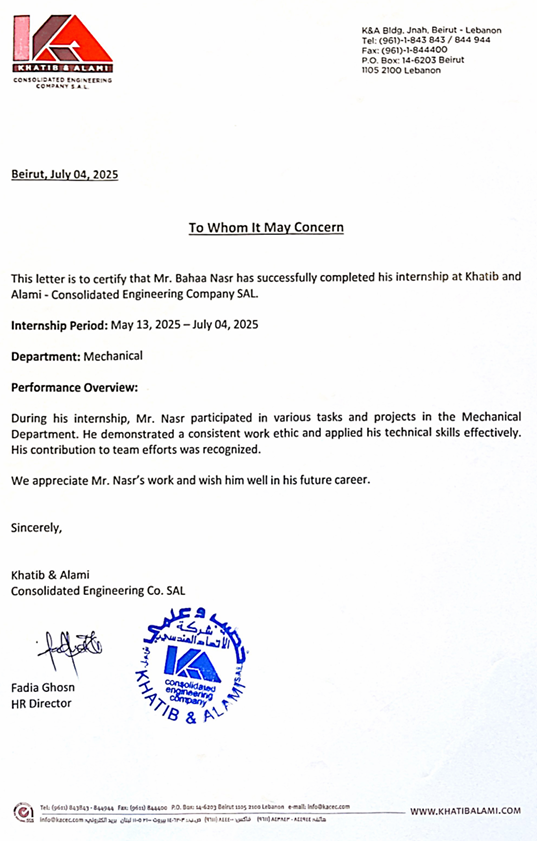 KHATIB & ALAMI
CONSOLIDATED ENGINEERING
COMPANY S.A.L.
K&A Bldg. Jnah, Beirut - Lebanon
Tel: (961)-1-843 843 / 844 944
Fax: (961)-1-844400
P.O. Box: 14-6203 Beirut
1105 2100 Lebanon
Beirut, July 04, 2025
To Whom It May Concern
This letter is to certify that Mr. Bahaa Nasr has successfully completed his internship at Khatib and
Alami - Consolidated Engineering Company SAL.
Internship Period: May 13, 2025 – July 04, 2025
Department: Mechanical
Performance Overview:
During his internship, Mr. Nasr participated in various tasks and projects in the Mechanical
Department. He demonstrated a consistent work ethic and applied his technical skills effectively.
His contribution to team efforts was recognized.
We appreciate Mr. Nasr's work and wish him well in his future career.
Sincerely,
Khatib & Alami
Consolidated Engineering Co. SAL
خطيب وعلمي
شركة
الاتحاد الهندسي
consolidated
engineering
company
KHATIB & ALAMI SAL
Fadia Ghosn
HR Director
Tel: (9611) 843843 - 844944 Fax: (9611) 844400 P.O. Box: 14-6203 Beirut 1105 2100 Lebanon e-mail: info@kacec.com
WWW.KHATIBALAMI.COM